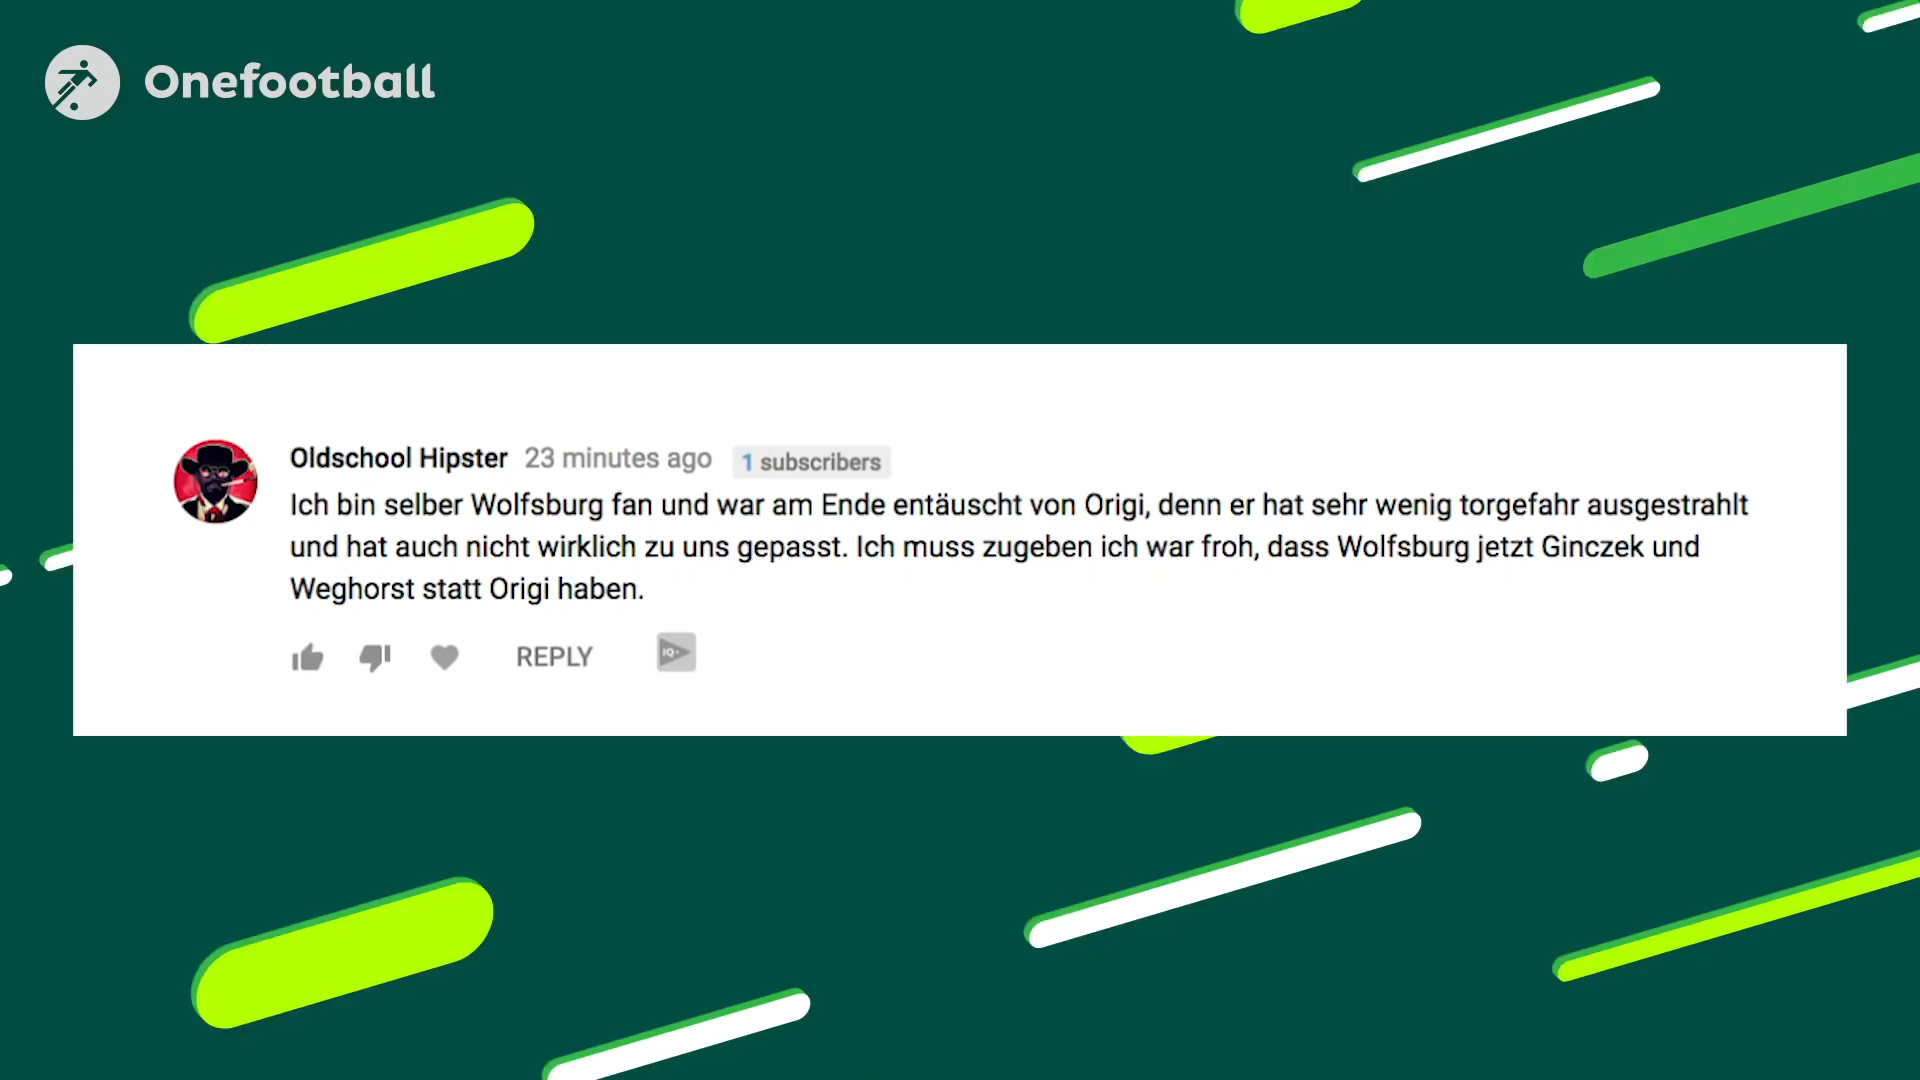 Onefootball
Oldschool Hipster 23 minutes ago 1 subscribers
Ich bin selber Wolfsburg fan und war am Ende entäuscht von Origi, denn er hat sehr wenig torgefahr ausgestrahlt
und hat auch nicht wirklich zu uns gepasst. Ich muss zugeben ich war froh, dass Wolfsburg jetzt Ginczek und
Weghorst statt Origi haben.
REPLY IQ+